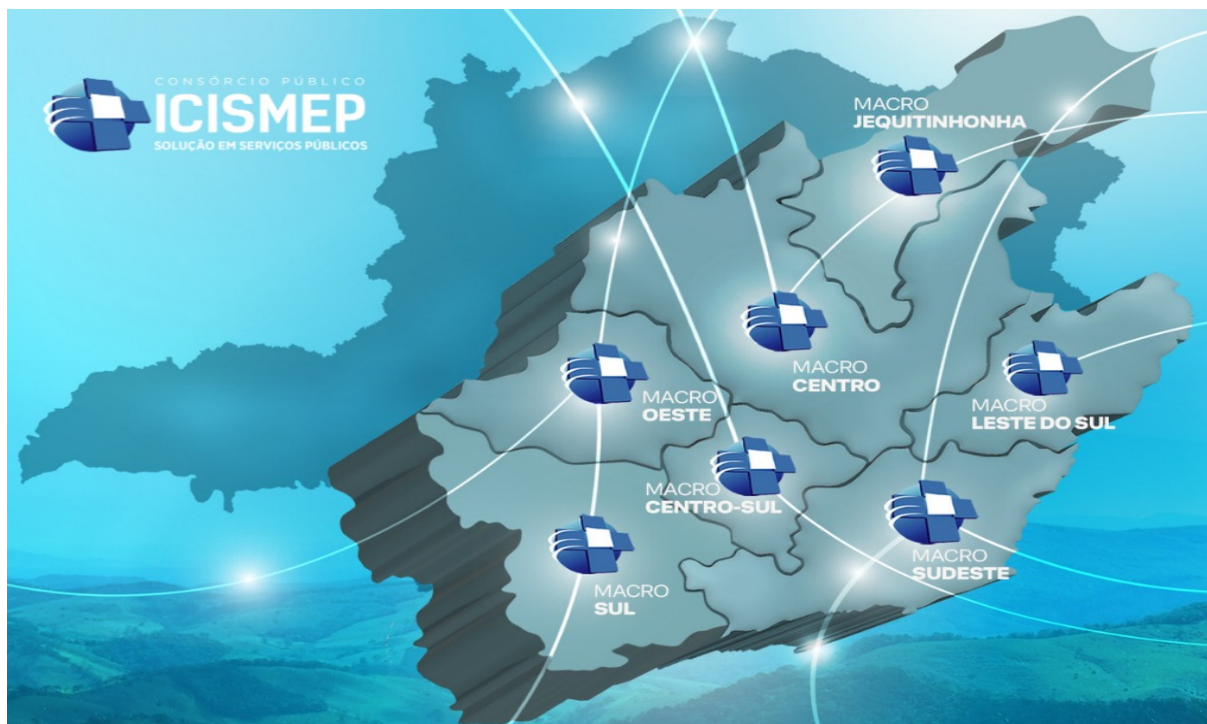 CONSÓRCIO PÚBLICO
ICISMEP
SOLUÇÃO EM SERVIÇOS PÚBLICOS
MACRO
JEQUITINHONHA
MACRO
CENTRO
MACRO
OESTE
MACRO
LESTE DO SUL
MACRO
CENTRO-SUL
MACRO
SUDESTE
MACRO
SUL